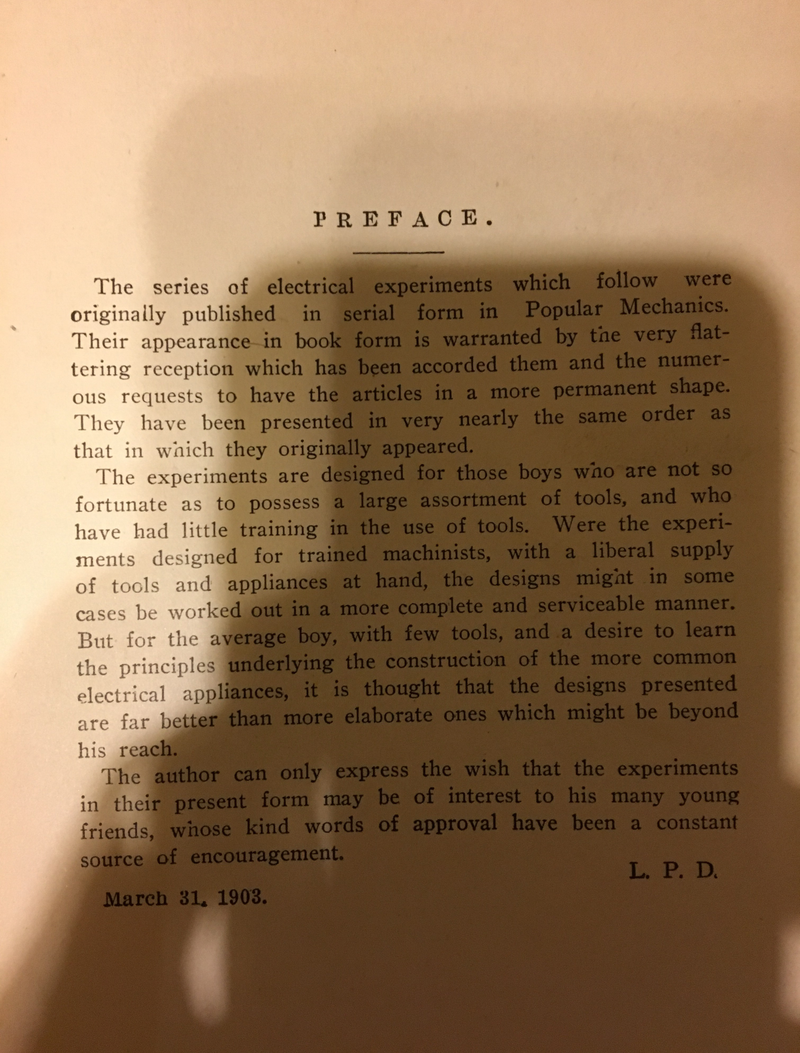 PREFACE.
The series of electrical experiments which follow were
originally published in serial form in Popular Mechanics.
Their appearance in book form is warranted by the very flat-
tering reception which has been accorded them and the numer-
ous requests to have the articles in a more permanent shape.
They have been presented in very nearly the same order as
that in which they originally appeared.
The experiments are designed for those boys who are not so
fortunate as to possess a large assortment of tools, and who
have had little training in the use of tools. Were the experi-
ments designed for trained machinists, with a liberal supply
of tools and appliances at hand, the designs might in some
cases be worked out in a more complete and serviceable manner.
But for the average boy, with few tools, and a desire to learn
the principles underlying the construction of the more common
electrical appliances, it is thought that the designs presented
are far better than more elaborate ones which might be beyond
his reach.
The author can only express the wish that the experiments
in their present form may be of interest to his many young
friends, whose kind words of approval have been a constant
source of encouragement.
L. P. D.
March 31, 1903.